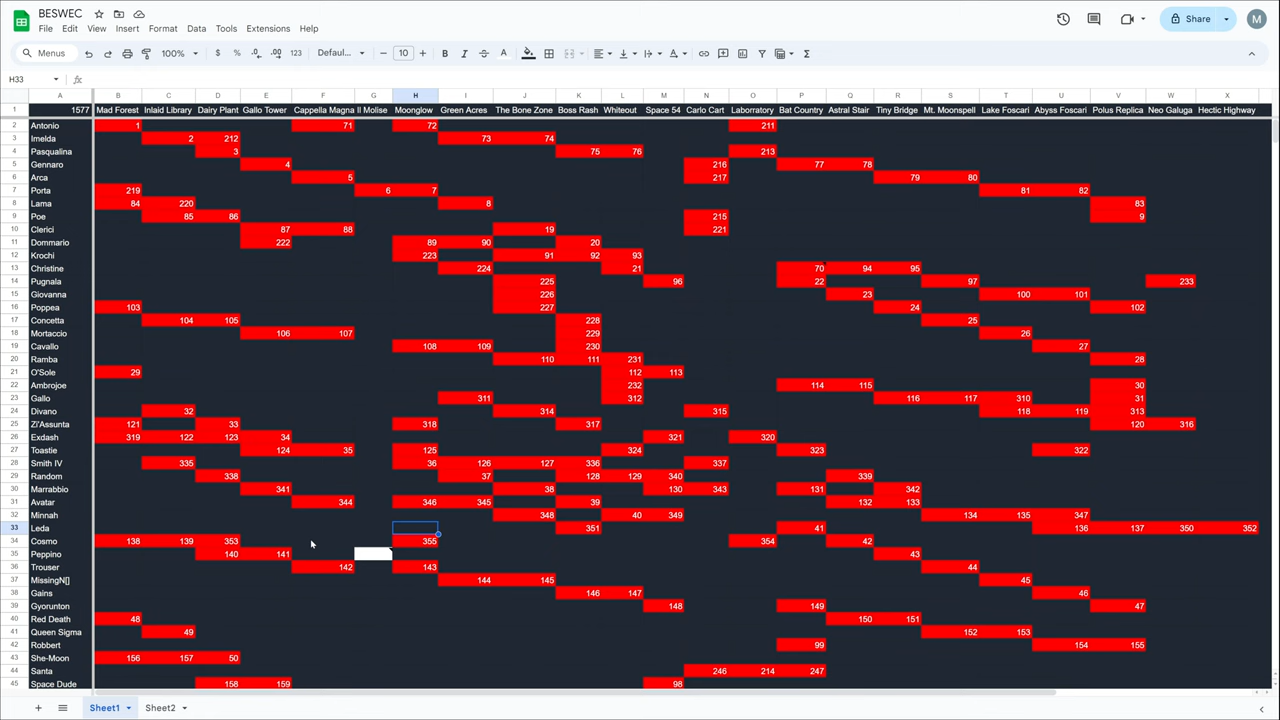 BESWEC
File Edit View Insert Format Data Tools Extensions Help
Share
M
Menus 100% $ % .0 .00 123 Defaul... − 10 + B I S A Σ
H33 fx
A B C D E F G H I J K L M N O P Q R S T U V W X
1 1577 Mad Forest Inlaid Library Dairy Plant Gallo Tower Cappella Magna Il Molise Moonglow Green Acres The Bone Zone Boss Rash Whiteout Space 54 Carlo Cart Laborratory Bat Country Astral Stair Tiny Bridge Mt. Moonspell Lake Foscari Abyss Foscari Polus Replica Neo Galuga Hectic Highway
2 Antonio 1 71 72 211
3 Imelda 2 212 73 74
4 Pasqualina 3 75 76 213
5 Gennaro 4 216 77 78
6 Arca 5 217 79 80
7 Porta 219 6 7 81 82
8 Lama 84 220 8 83
9 Poe 85 86 215 9
10 Clerici 87 88 19 221
11 Dommario 222 89 90 20
12 Krochi 223 91 92 93
13 Christine 224 21 70 94 95
14 Pugnala 225 96 22 97 233
15 Giovanna 226 23 100 101
16 Poppea 103 227 24 102
17 Concetta 104 105 228 25
18 Mortaccio 106 107 229 26
19 Cavallo 108 109 230 27
20 Ramba 110 111 231 28
21 O'Sole 29 112 113
22 Ambrojoe 232 114 115 30
23 Gallo 311 312 116 117 310 31
24 Divano 32 314 315 118 119 313
25 Zi'Assunta 121 33 318 317 120 316
26 Exdash 319 122 123 34 321 320
27 Toastie 124 35 125 324 323 322
28 Smith IV 335 36 126 127 336 337
29 Random 338 37 128 129 340 339
30 Marrabbio 341 38 130 343 131 342
31 Avatar 344 346 345 39 132 133
32 Minnah 348 40 349 134 135 347
33 Leda 351 41 136 137 350 352
34 Cosmo 138 139 353 355 354 42
35 Peppino 140 141 43
36 Trouser 142 143 44
37 MissingN[] 144 145 45
38 Gains 146 147 46
39 Gyorunton 148 149 47
40 Red Death 48 150 151
41 Queen Sigma 49 152 153
42 Robbert 99 154 155
43 She-Moon 156 157 50
44 Santa 246 214 247
45 Space Dude 158 159 98
+ Sheet1 Sheet2